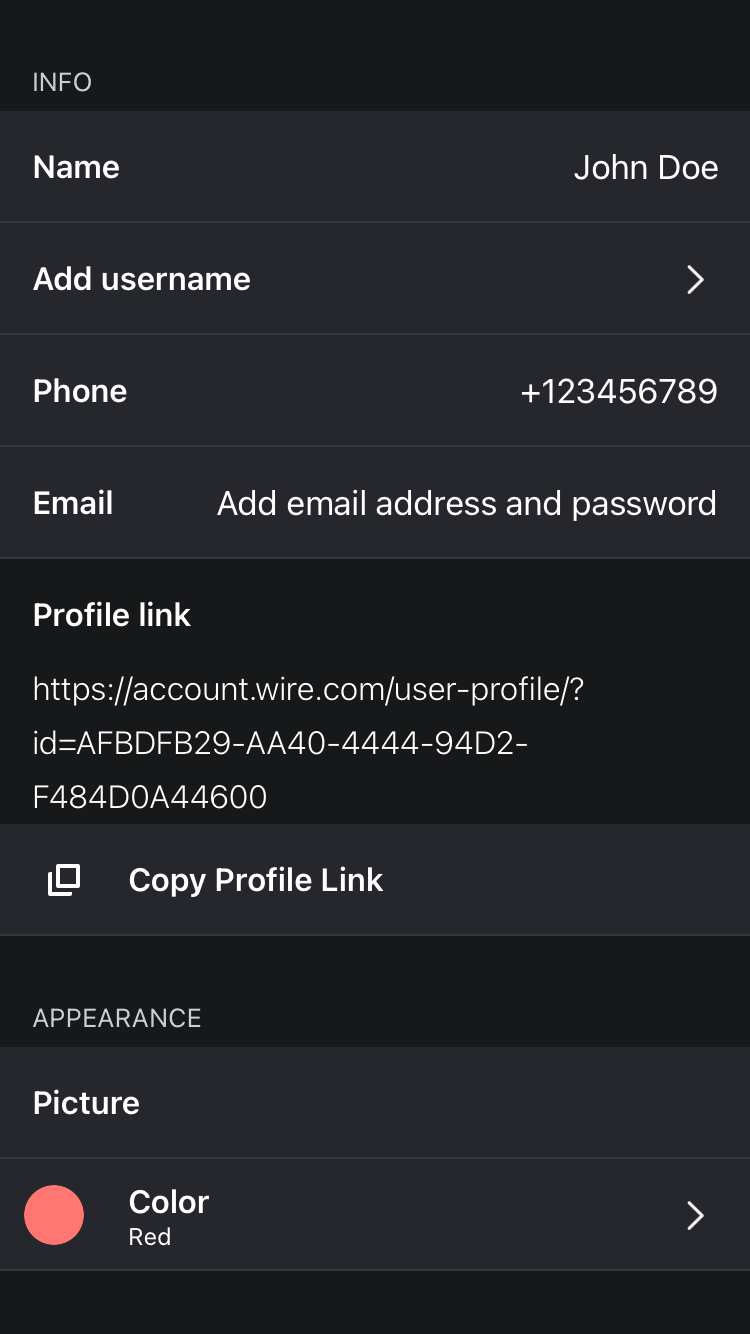 INFO
Name John Doe
Add username
Phone +123456789
Email Add email address and password
Profile link
https://account.wire.com/user-profile/?
id=AFBDFB29-AA40-4444-94D2-
F484D0A44600
Copy Profile Link
APPEARANCE
Picture
Color
Red